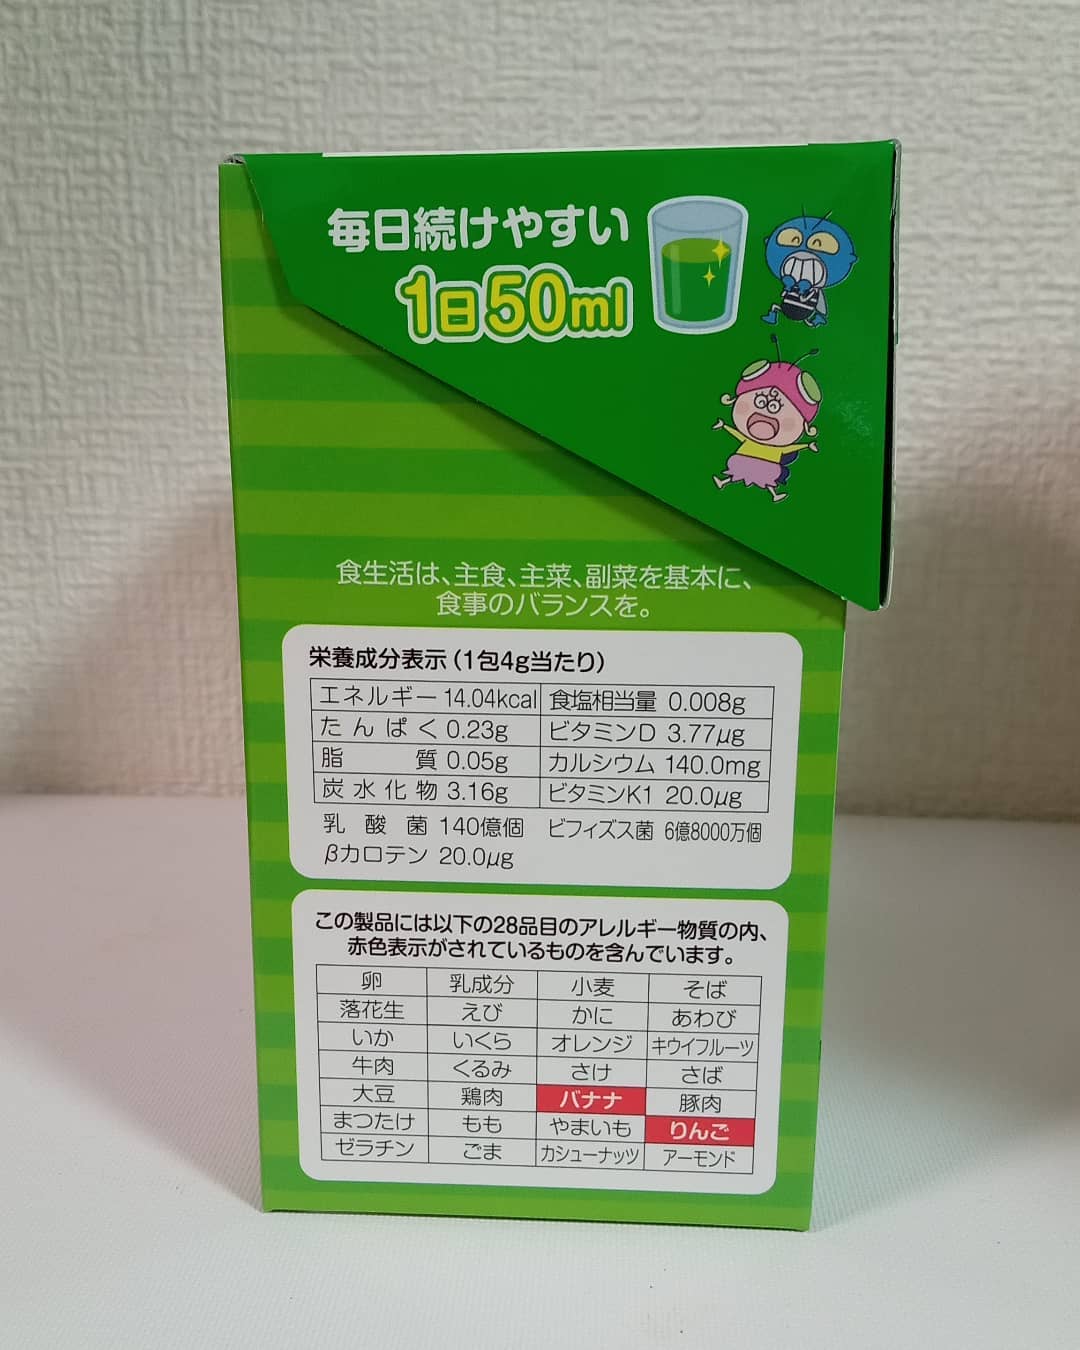 毎日続けやすい
1日50ml
食生活は、主食、主菜、副菜を基本に、
食事のバランスを。
栄養成分表示(1包4g当たり)
エネルギー 14.04kcal 食塩相当量 0.008g
たんぱく 0.23g ビタミンD 3.77μg
脂質 0.05g カルシウム 140.0mg
炭水化物 3.16g ビタミンK1 20.0μg
乳酸菌 140億個 ビフィズス菌 6億8000万個
βカロテン 20.0μg
この製品には以下の28品目のアレルギー物質の内、
赤色表示がされているものを含んでいます。
卵 乳成分 小麦 そば
落花生 えび かに あわび
いか いくら オレンジ キウイフルーツ
牛肉 くるみ さけ さば
大豆 鶏肉 バナナ 豚肉
まつたけ もも やまいも りんご
ゼラチン ごま カシューナッツ アーモンド